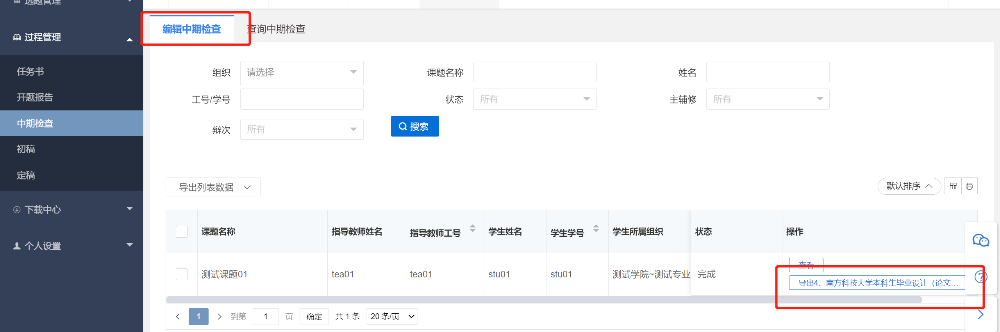 选题管理
过程管理
任务书
开题报告
中期检查
初稿
定稿
下载中心
个人设置
编辑中期检查
查询中期检查
组织
请选择
课题名称
姓名
工号/学号
状态
所有
主辅修
所有
辩次
所有
搜索
导出列表数据
默认排序
课题名称
指导教师姓名
指导教师工号
学生姓名
学生学号
学生所属组织
状态
操作
测试课题01
tea01
tea01
stu01
stu01
测试学院~测试专业
完成
查看
导出4、南方科技大学本科生毕业设计（论文...
1
到第
1
页
确定
共 1 条
20 条/页